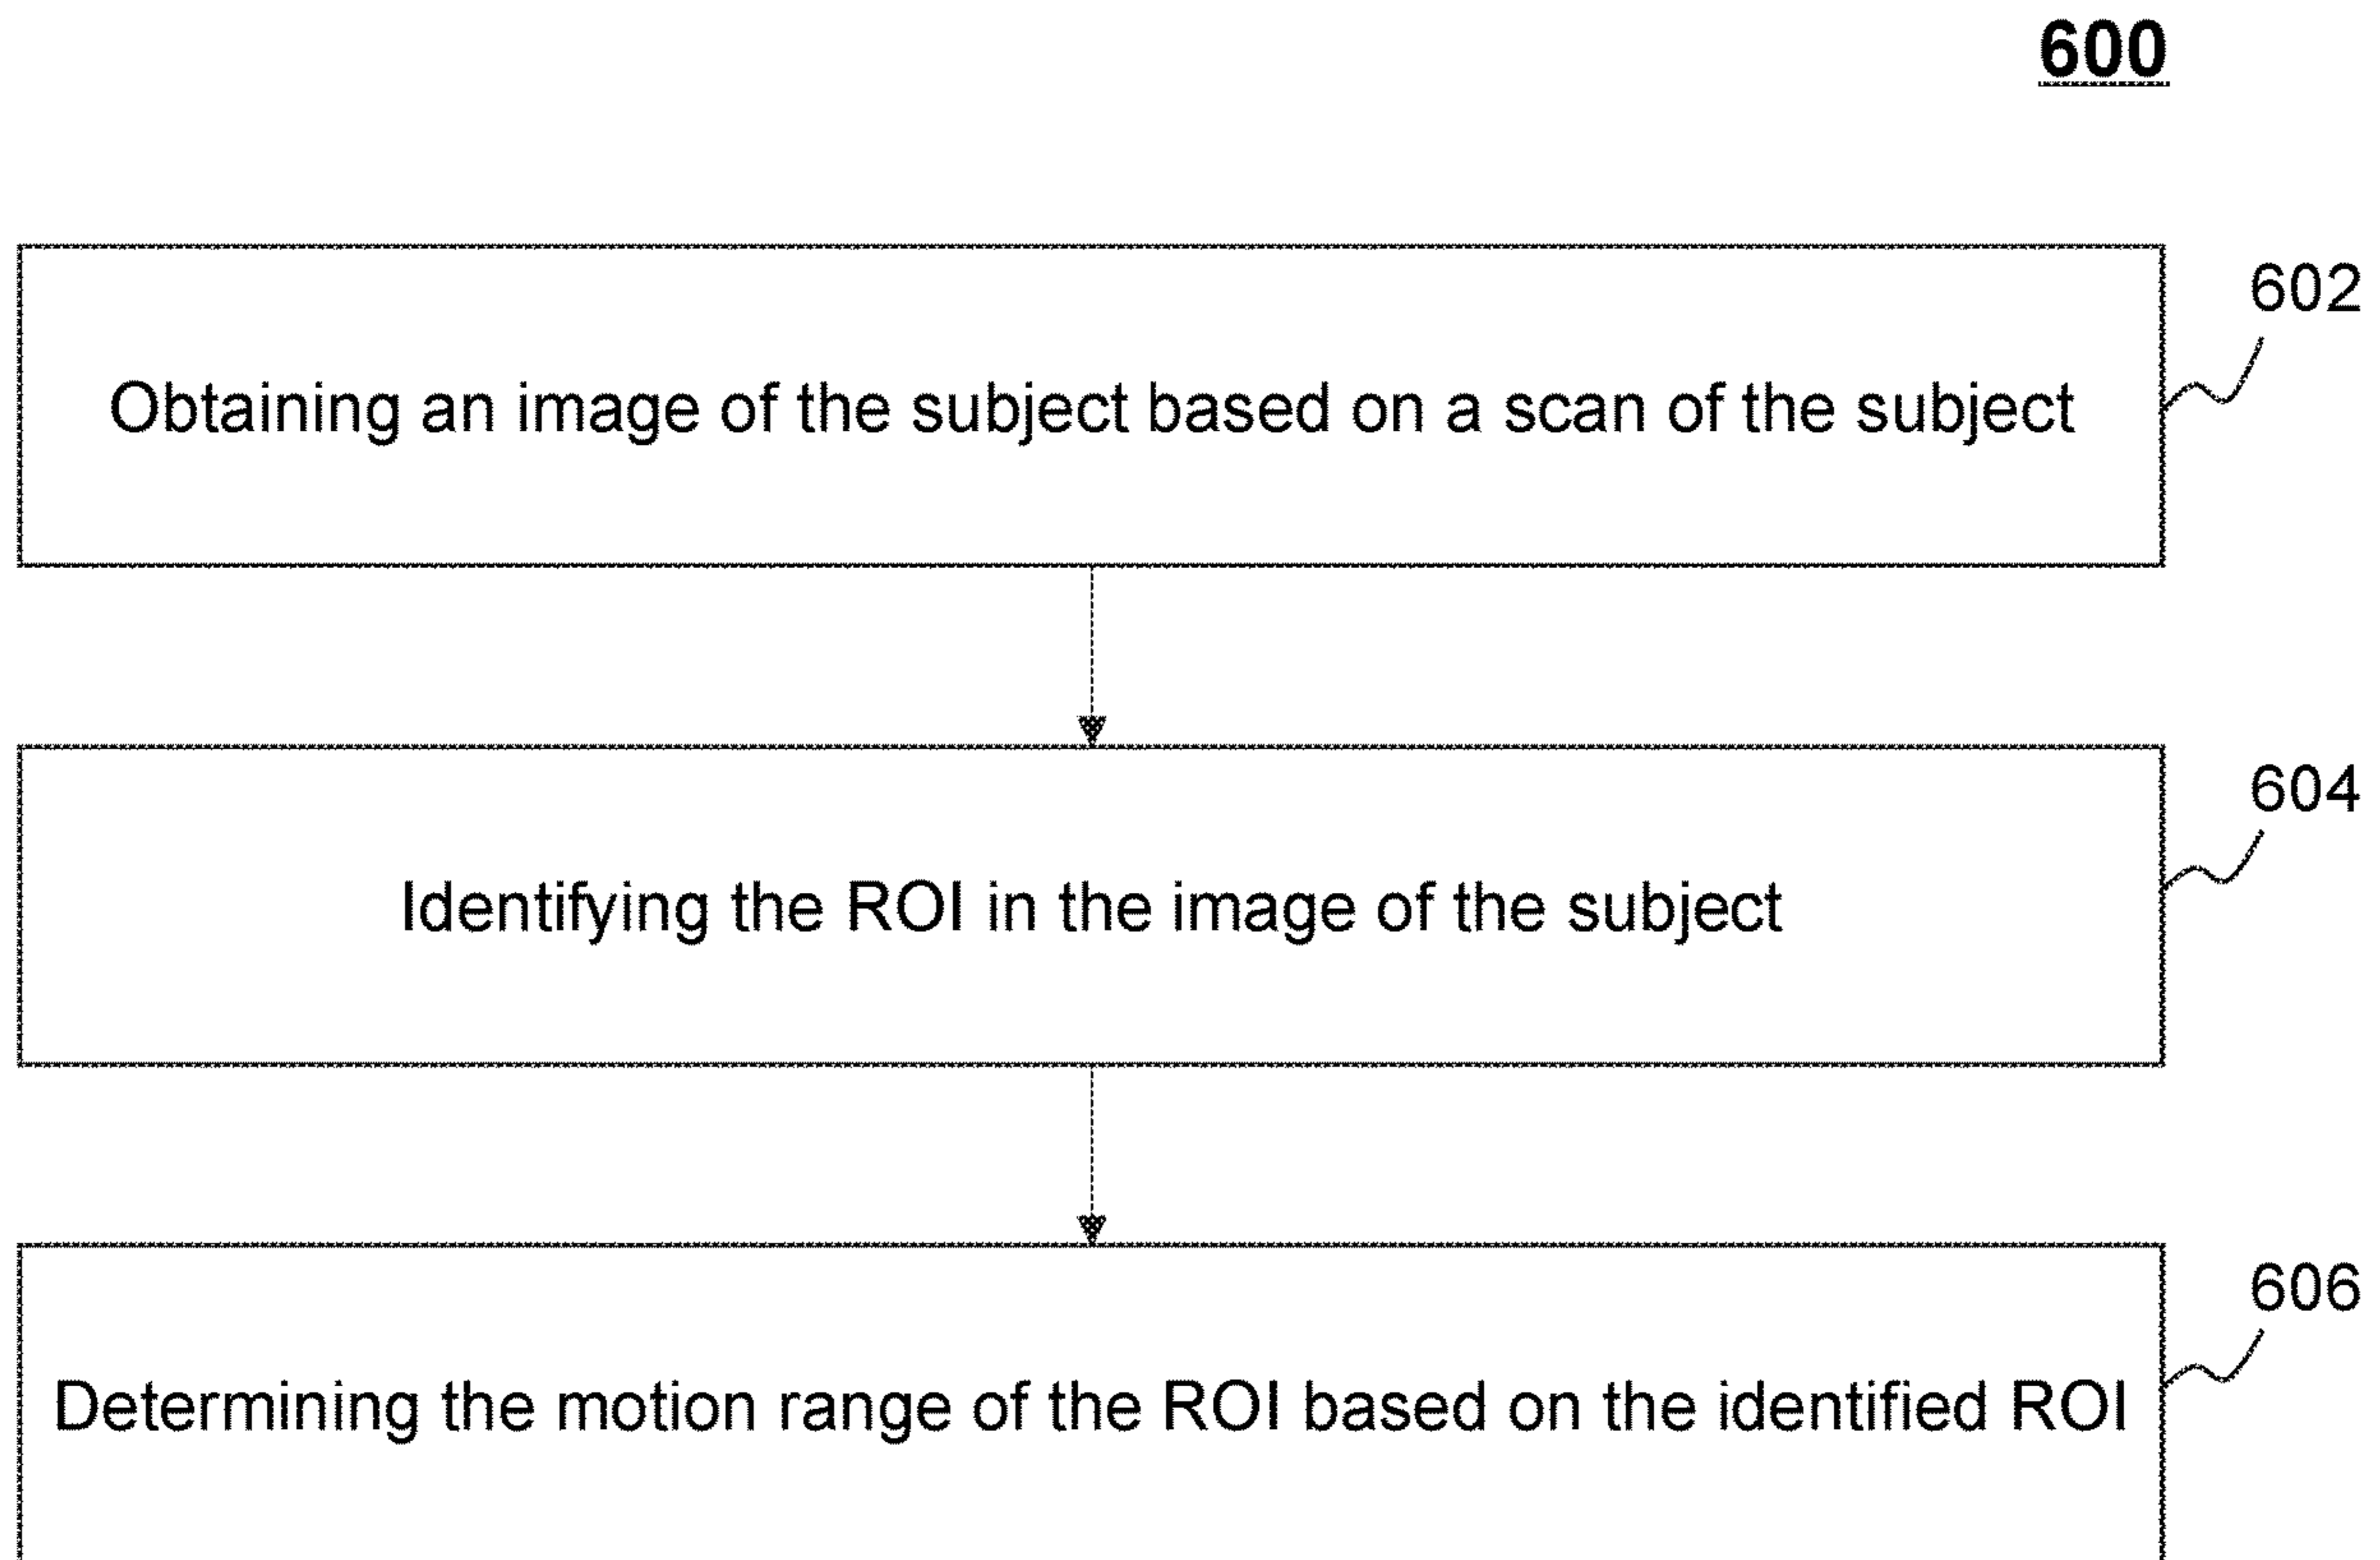 600
602
Obtaining an image of the subject based on a scan of the subject
604
Identifying the ROI in the image of the subject
606
Determining the motion range of the ROI based on the identified ROI